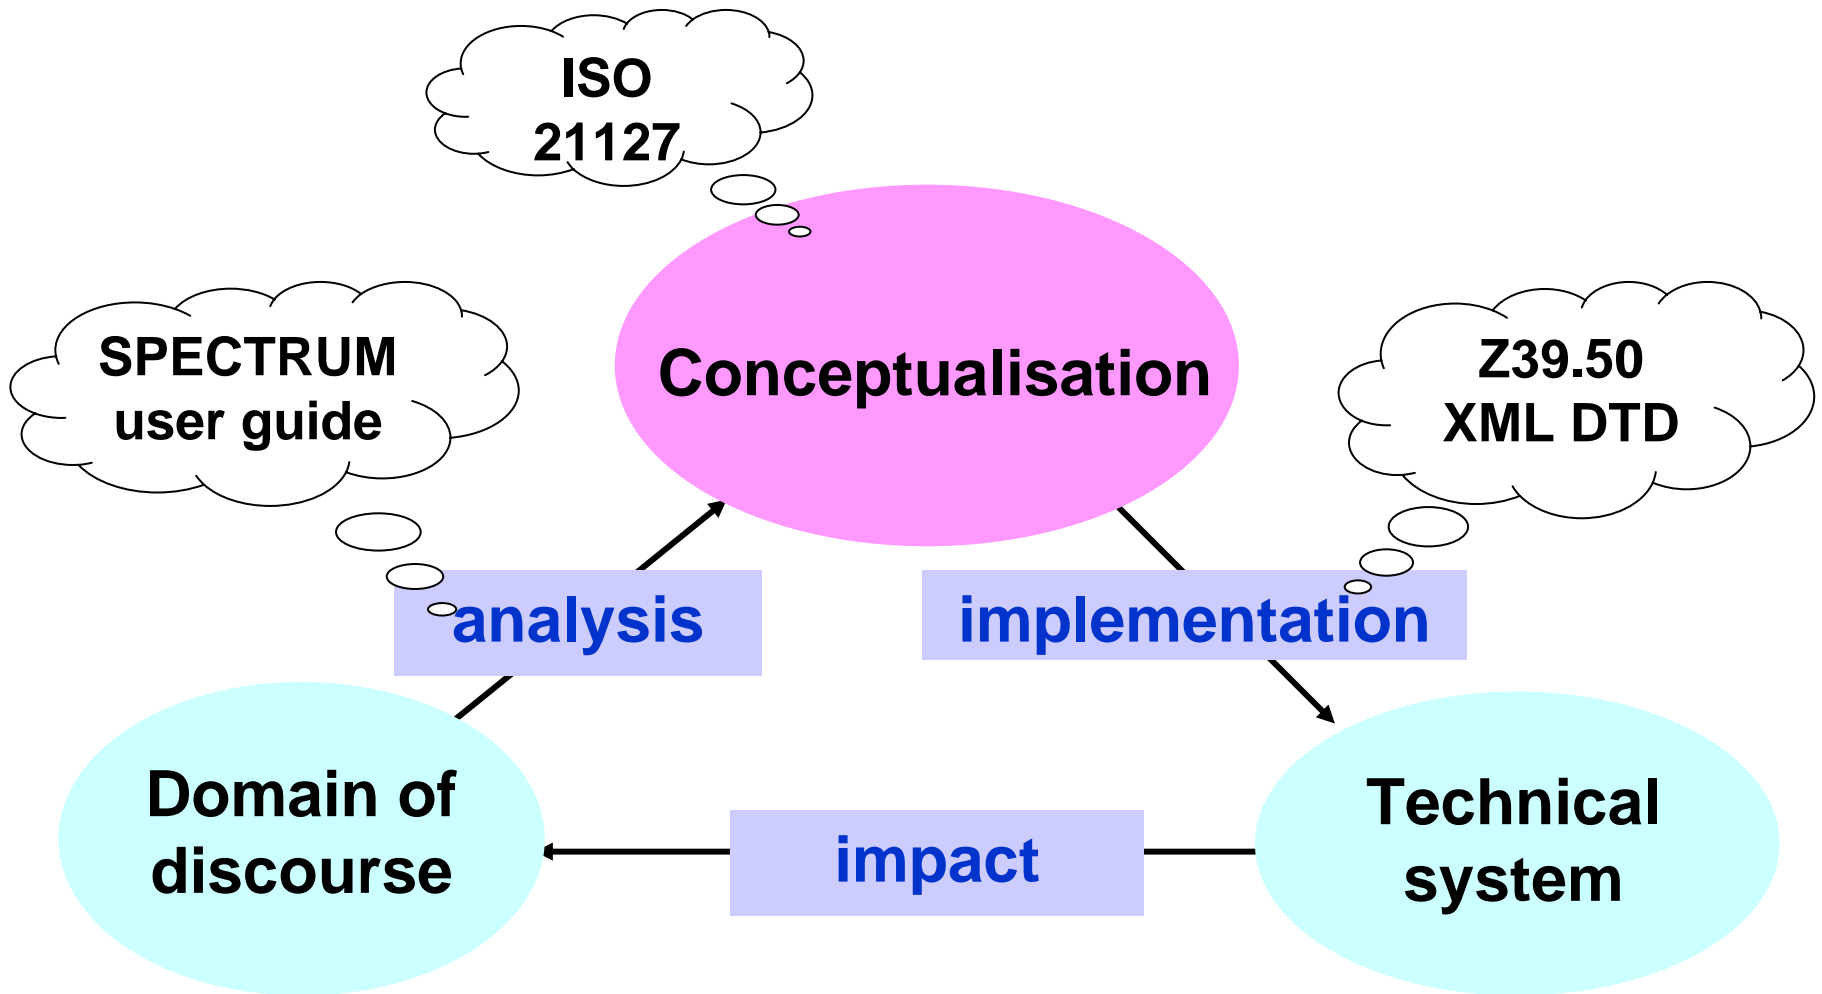 ISO
21127
SPECTRUM
user guide
Conceptualisation
Z39.50
XML DTD
analysis
implementation
Domain of
discourse
impact
Technical
system